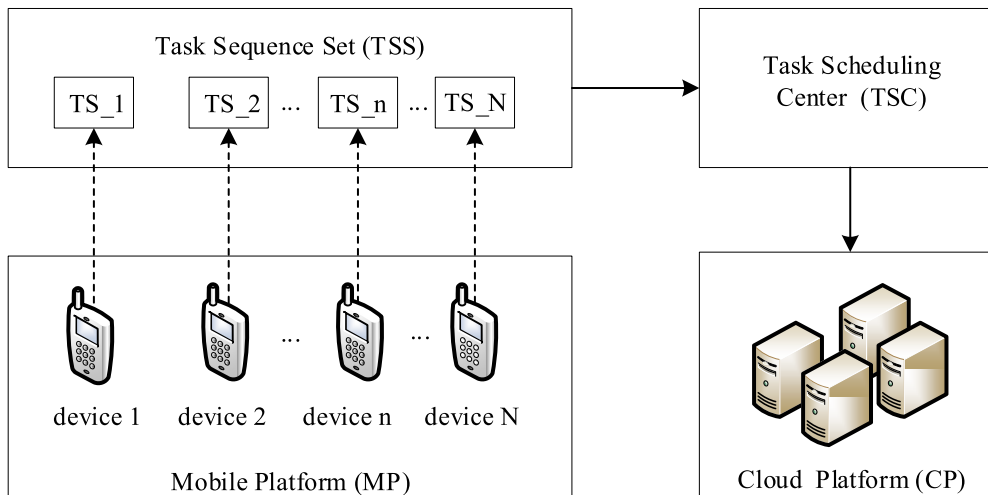 Task Sequence Set (TSS)
TS_1 TS_2 ... TS_n ... TS_N
Task Scheduling
Center (TSC)
... ...
device 1 device 2 device n device N
Mobile Platform (MP)
Cloud Platform (CP)